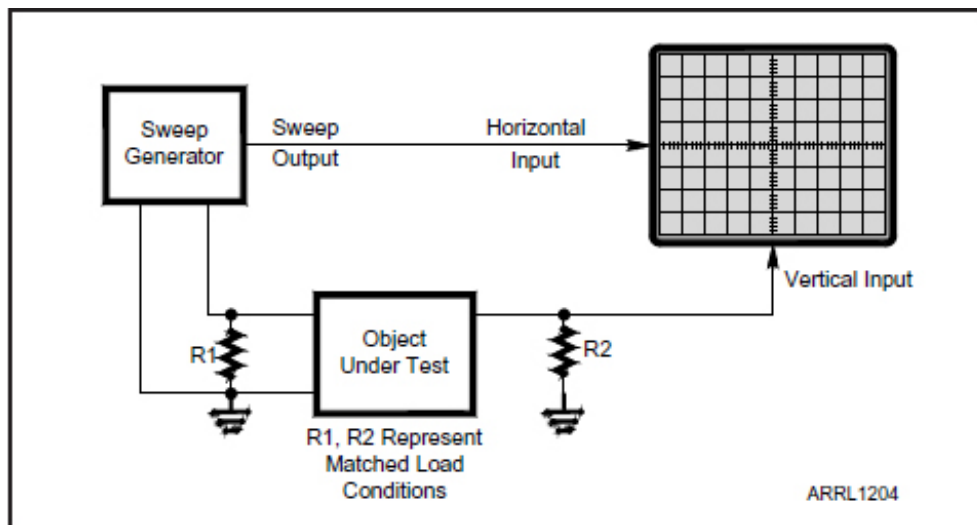 Sweep
Generator
Sweep
Output
Horizontal
Input
Vertical Input
R1
Object
Under Test
R2
R1, R2 Represent
Matched Load
Conditions
ARRL1204